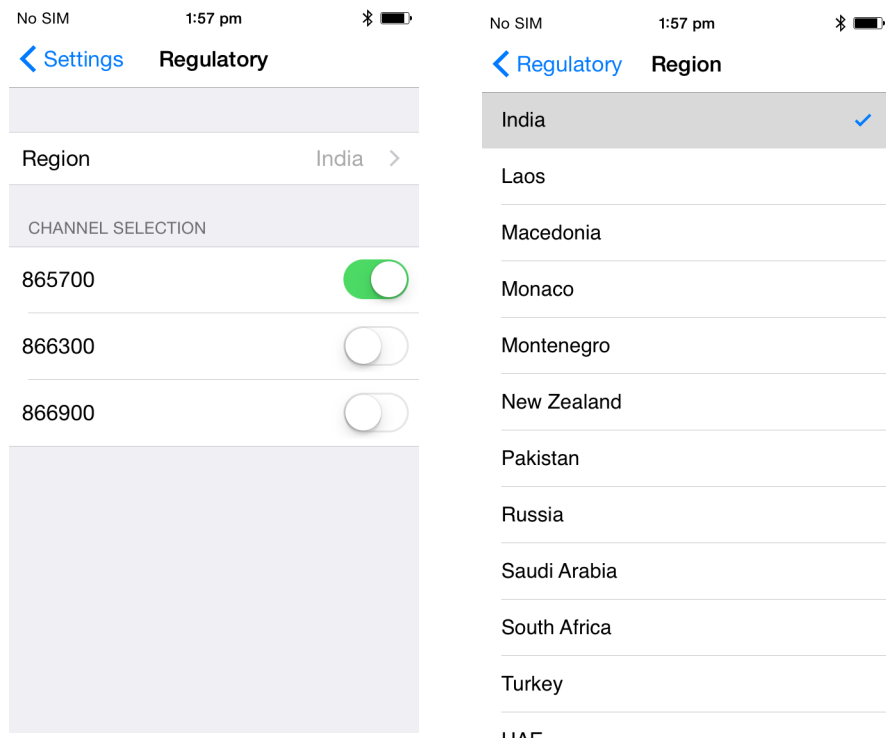 No SIM 1:57 pm
Settings Regulatory
Region India
CHANNEL SELECTION
865700
866300
866900
No SIM 1:57 pm
Regulatory Region
India
Laos
Macedonia
Monaco
Montenegro
New Zealand
Pakistan
Russia
Saudi Arabia
South Africa
Turkey
UAE